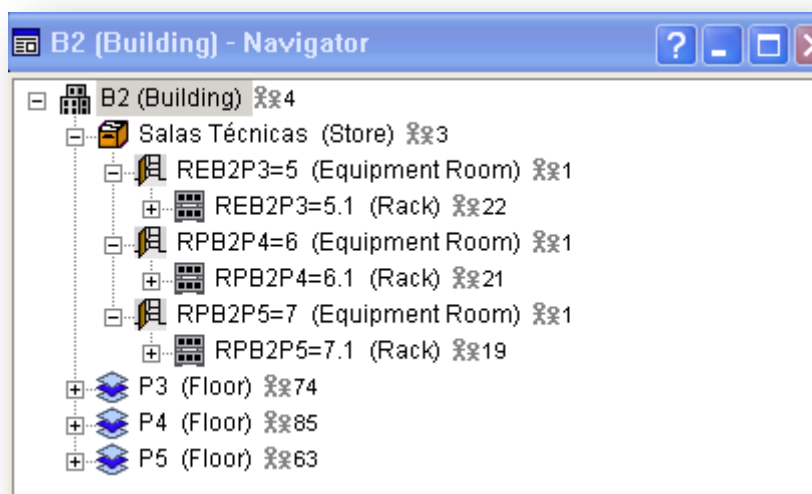 B2 (Building) - Navigator
B2 (Building) 4
Salas Técnicas (Store) 3
REB2P3=5 (Equipment Room) 1
REB2P3=5.1 (Rack) 22
RPB2P4=6 (Equipment Room) 1
RPB2P4=6.1 (Rack) 21
RPB2P5=7 (Equipment Room) 1
RPB2P5=7.1 (Rack) 19
P3 (Floor) 74
P4 (Floor) 85
P5 (Floor) 63